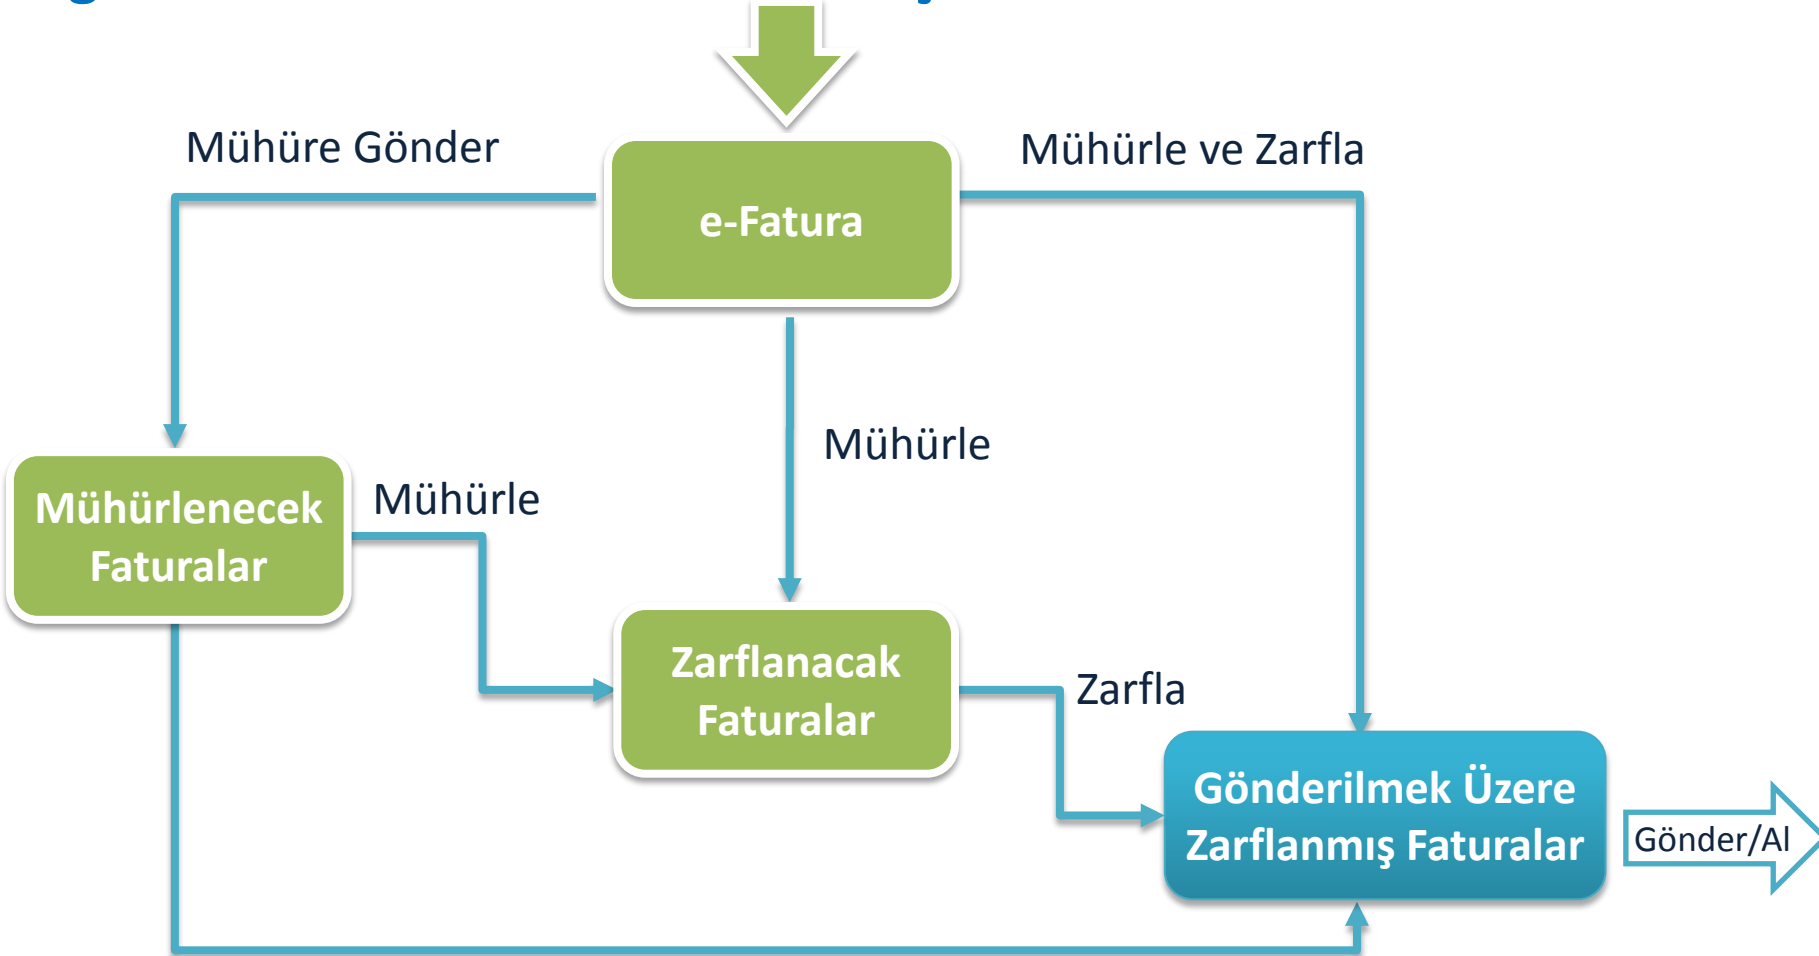 Mühüre Gönder
Mühürle ve Zarfla
e-Fatura
Mühürle
Mühürlenecek
Faturalar
Mühürle
Zarflanacak
Faturalar
Zarfla
Gönderilmek Üzere
Zarflanmış Faturalar
Gönder/Al